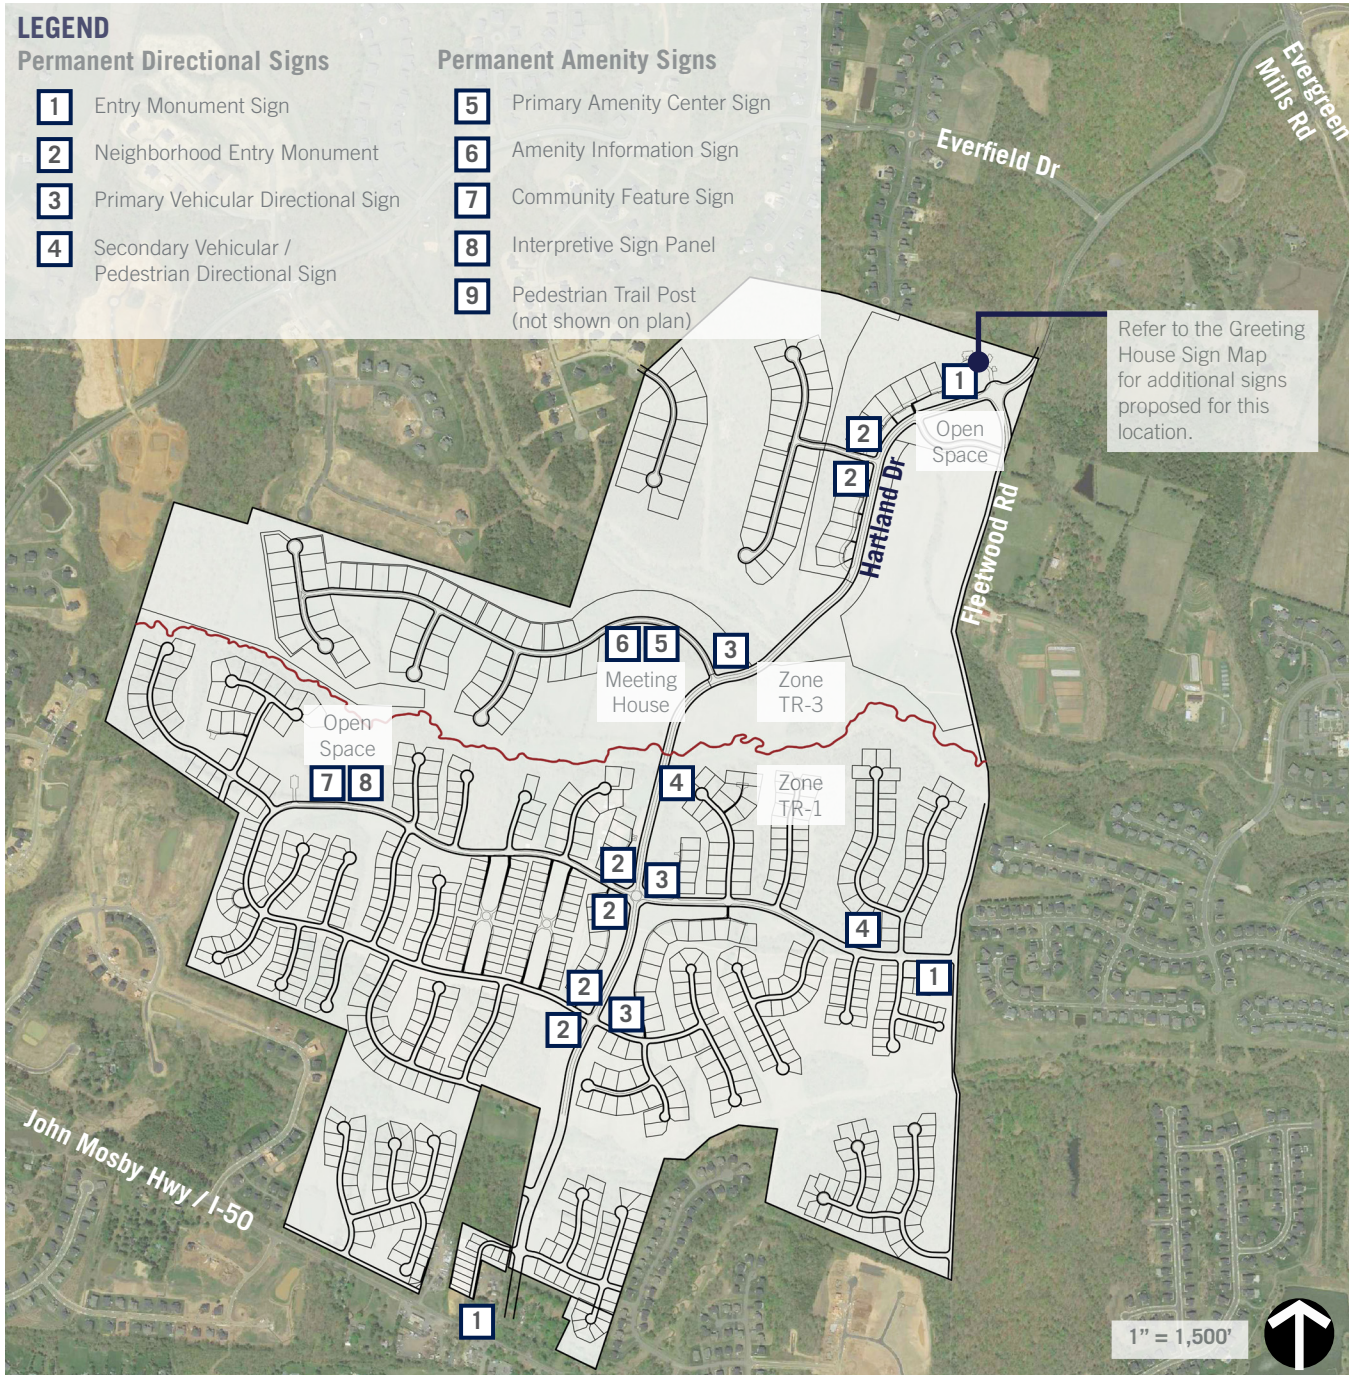 LEGEND
Permanent Directional Signs
1 Entry Monument Sign
2 Neighborhood Entry Monument
3 Primary Vehicular Directional Sign
4 Secondary Vehicular /
Pedestrian Directional Sign
Permanent Amenity Signs
5 Primary Amenity Center Sign
6 Amenity Information Sign
7 Community Feature Sign
8 Interpretive Sign Panel
9 Pedestrian Trail Post
(not shown on plan)
Evergreen
Mills Rd
Everfield Dr
Refer to the Greeting
House Sign Map
for additional signs
proposed for this
location.
1
2
Open
Space
2
Hartland Dr
Fleetwood Rd
6
5
3
Meeting
House
Zone
TR-3
Open
Space
7
8
4
Zone
TR-1
2
3
2
4
1
2
3
2
John Mosby Hwy / I-50
1
1” = 1,500’